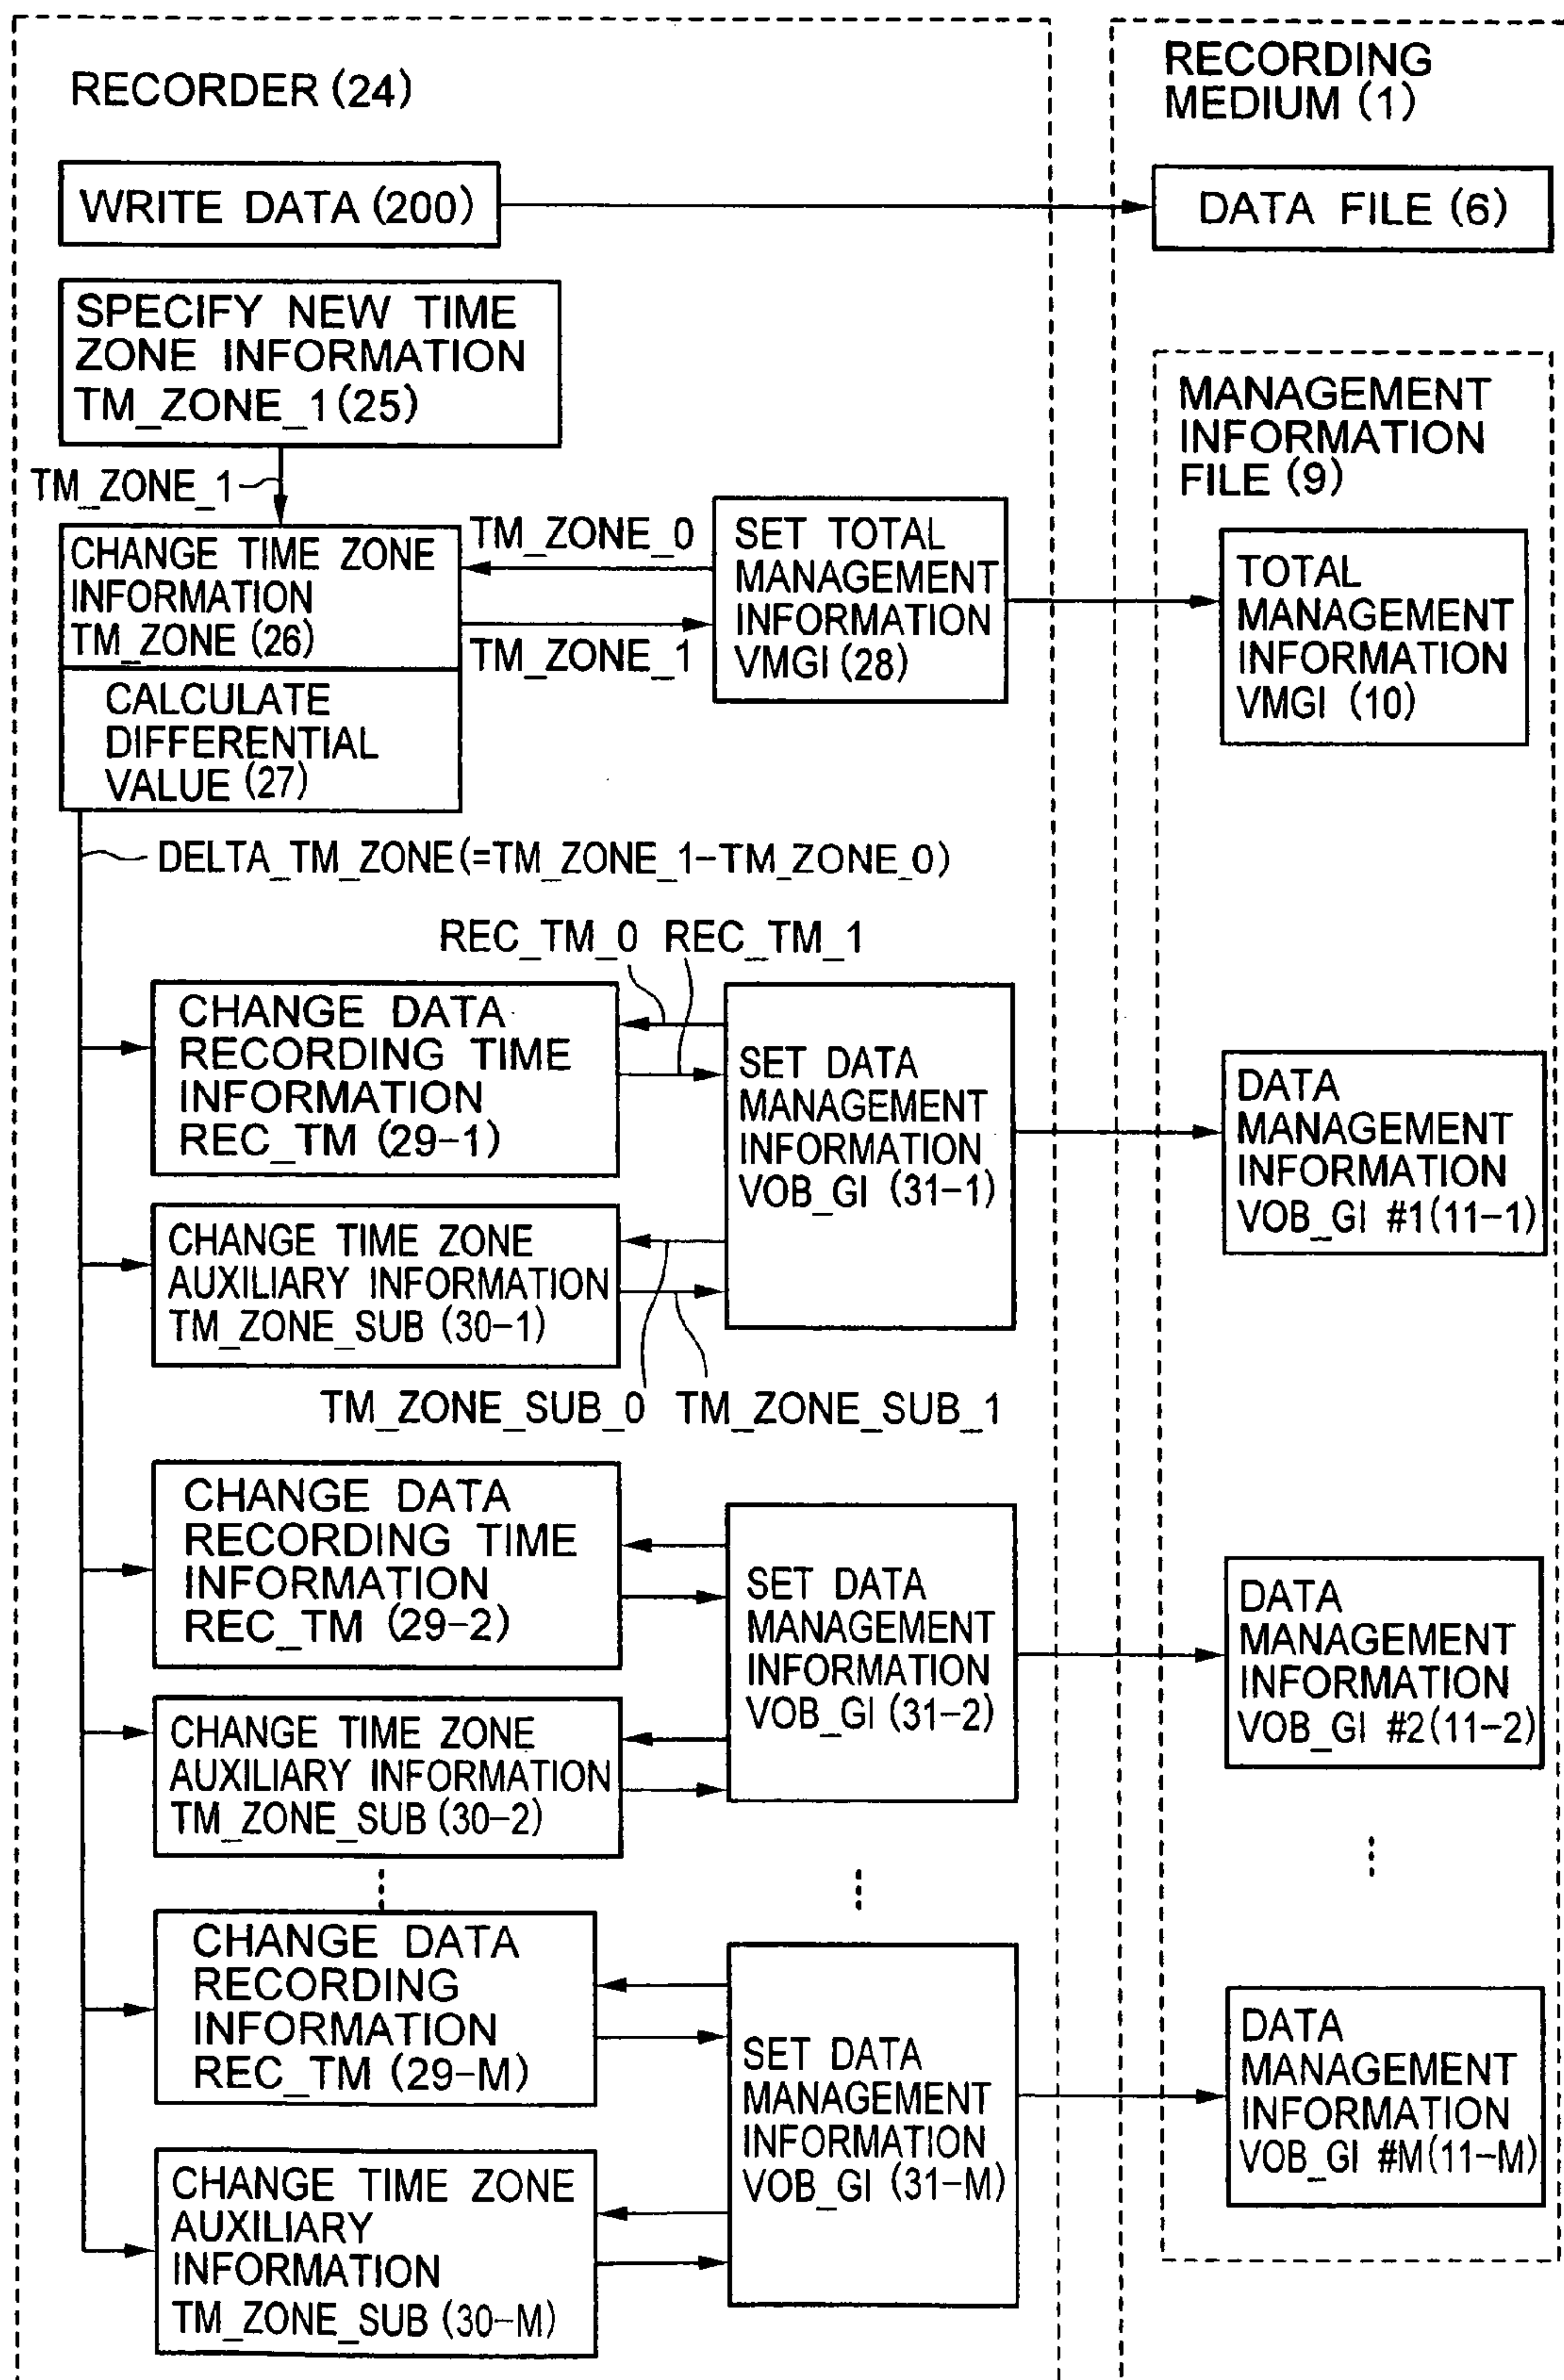 RECORDER (24)
RECORDING
MEDIUM (1)
WRITE DATA (200)
DATA FILE (6)
SPECIFY NEW TIME
ZONE INFORMATION
TM_ZONE_1 (25)
MANAGEMENT
INFORMATION
FILE (9)
TM_ZONE_1
CHANGE TIME ZONE
INFORMATION
TM_ZONE (26)
TM_ZONE_0
TM_ZONE_1
SET TOTAL
MANAGEMENT
INFORMATION
VMGI (28)
TOTAL
MANAGEMENT
INFORMATION
VMGI (10)
CALCULATE
DIFFERENTIAL
VALUE (27)
DELTA_TM_ZONE(=TM_ZONE_1-TM_ZONE_0)
REC_TM_0 REC_TM_1
CHANGE DATA
RECORDING TIME
INFORMATION
REC_TM (29-1)
SET DATA
MANAGEMENT
INFORMATION
VOB_GI (31-1)
DATA
MANAGEMENT
INFORMATION
VOB_GI #1(11-1)
CHANGE TIME ZONE
AUXILIARY INFORMATION
TM_ZONE_SUB (30-1)
TM_ZONE_SUB_0 TM_ZONE_SUB_1
CHANGE DATA
RECORDING TIME
INFORMATION
REC_TM (29-2)
SET DATA
MANAGEMENT
INFORMATION
VOB_GI (31-2)
DATA
MANAGEMENT
INFORMATION
VOB_GI #2(11-2)
CHANGE TIME ZONE
AUXILIARY INFORMATION
TM_ZONE_SUB (30-2)
CHANGE DATA
RECORDING
INFORMATION
REC_TM (29-M)
SET DATA
MANAGEMENT
INFORMATION
VOB_GI (31-M)
DATA
MANAGEMENT
INFORMATION
VOB_GI #M(11-M)
CHANGE TIME ZONE
AUXILIARY
INFORMATION
TM_ZONE_SUB (30-M)